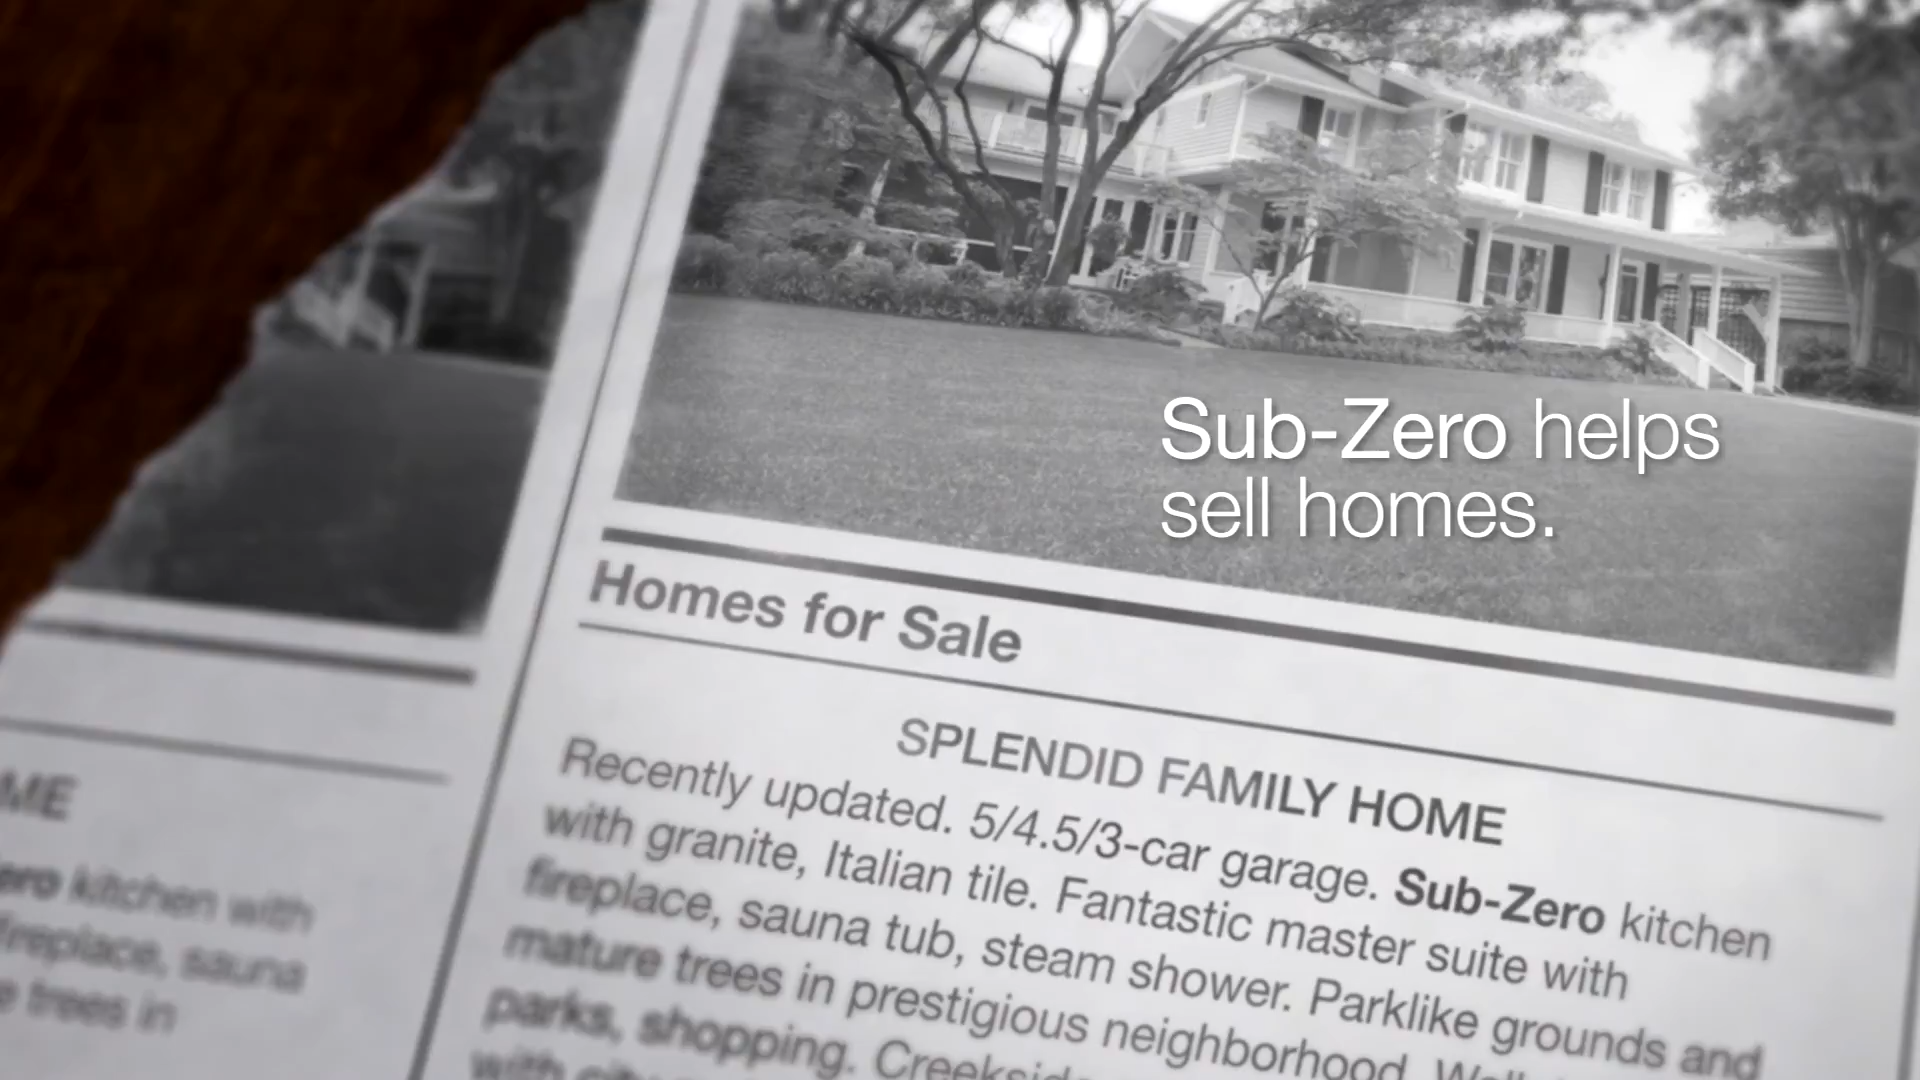 Sub-Zero helps
sell homes.
Homes for Sale
SPLENDID FAMILY HOME
Recently updated. 5/4.5/3-car garage. Sub-Zero kitchen
with granite, Italian tile. Fantastic master suite with
fireplace, sauna tub, steam shower. Parklike grounds and
mature trees in prestigious neighborhood.
parks, shopping.
with
kitchen with
fireplace, sauna
trees in